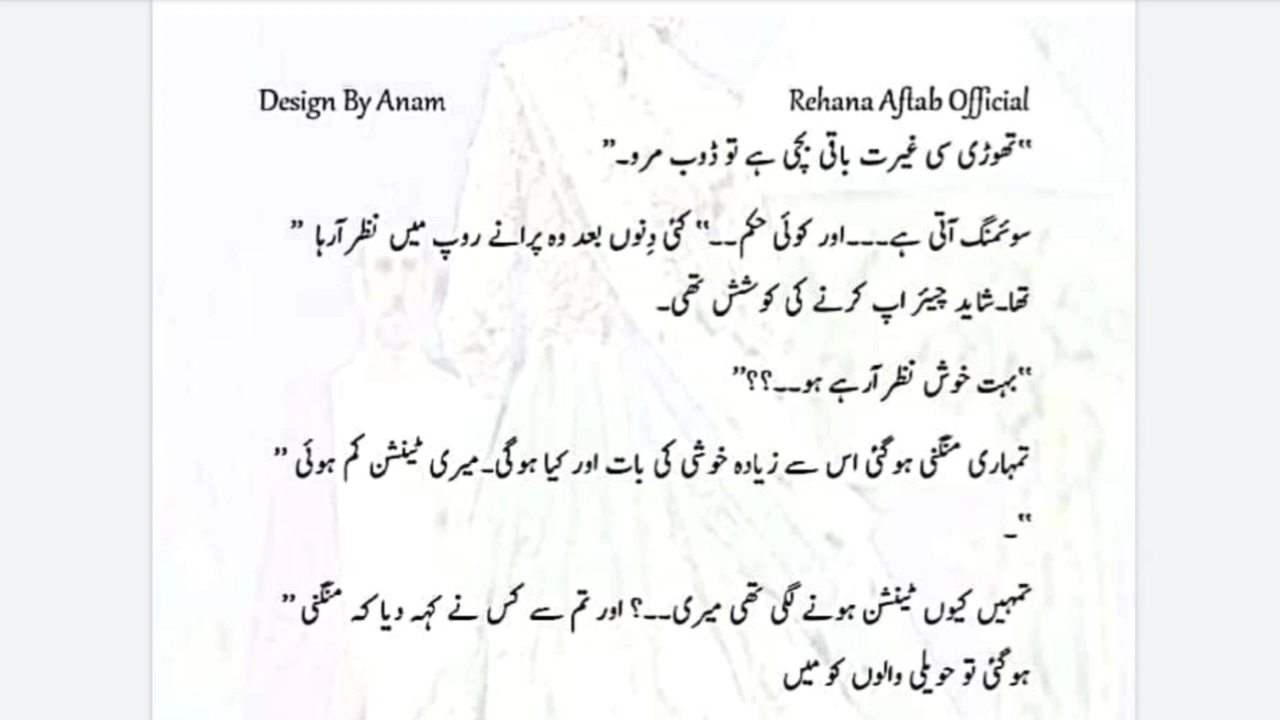 Design By Anam Rehana Aftab Official
“تھوڑی سی غیرت باقی بچی ہے تو ڈوب مرو۔”
سوئمنگ آتی ہے۔۔۔اور کوئی حکم۔۔“ کئی دِنوں بعد وہ پرانے روپ میں نظر آرہا ”
تھا۔شاید چیئر اپ کرنے کی کوشش تھی۔
“بہت خوش نظر آرہے ہو۔۔۔؟؟”
تمہاری منگنی ہوگئی اس سے زیادہ خوشی کی بات اور کیا ہوگی۔میری ٹینشن کم ہوئی ”
“۔
تمہیں کیوں ٹینشن ہونے لگی تھی میری۔۔۔؟ اور تم سے کس نے کہہ دیا کہ منگنی ”
ہوگئی تو حویلی والوں کو میں